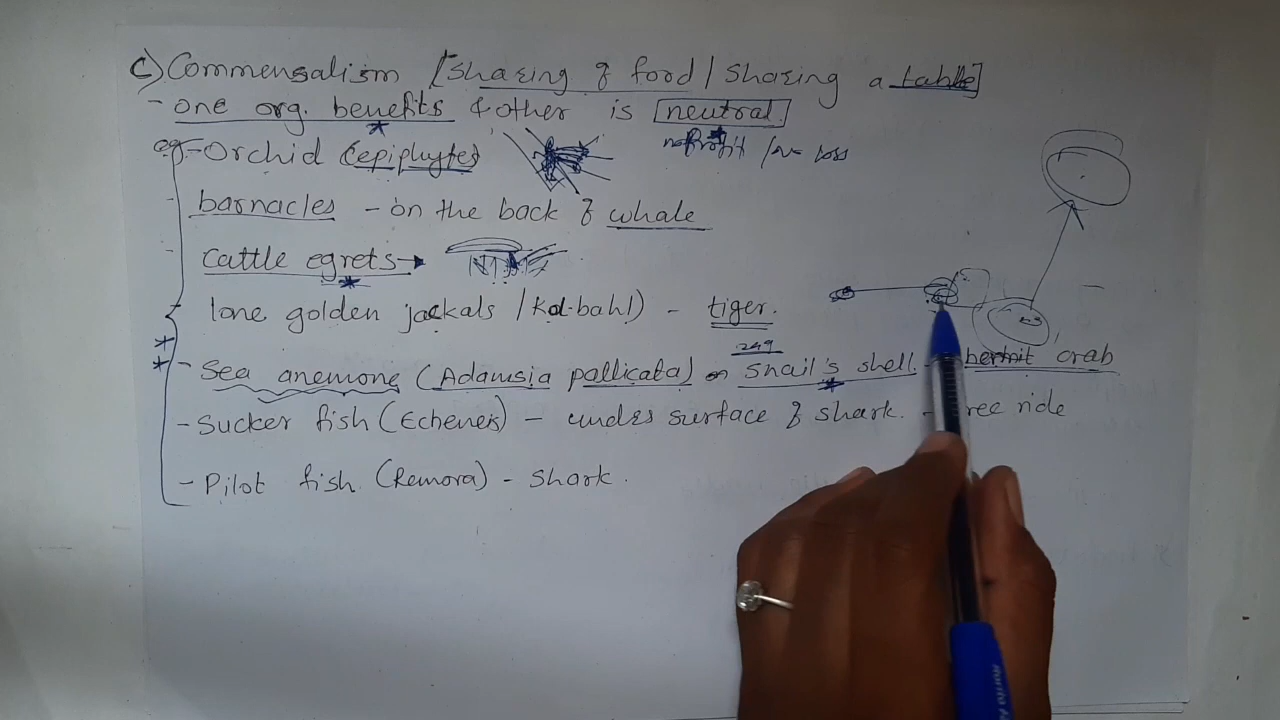 C) Commensalism [Sharing of food / Sharing a table]
- one org. benefits & other is neutral.
no profit / no loss
eg - Orchid (epiphytes)
- barnacles - on the back of whale
- cattle egrets →
lone golden jackals / kol-bahl) - tiger.
249
- Sea anemone (Adamsia pallicata) on snail's shell - hermit crab
- Sucker fish (Echeneis) - under surface of shark. - free ride
- Pilot fish (Remora) - shark.